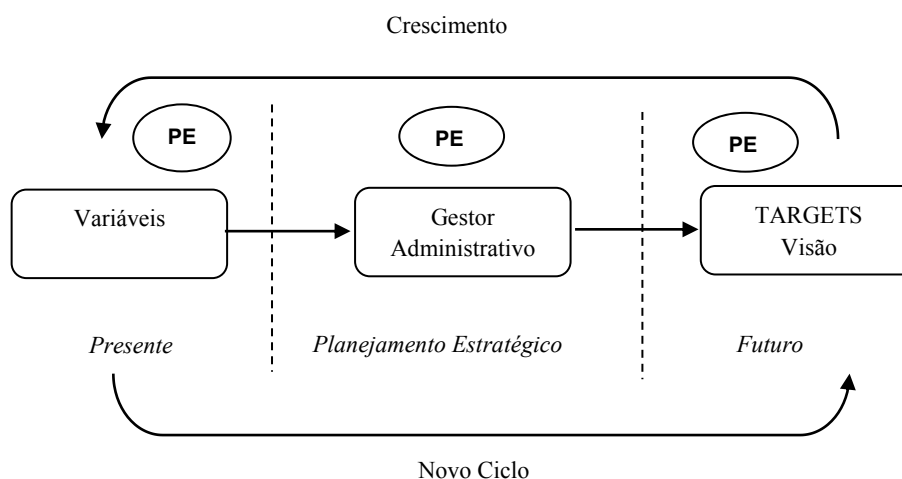 Crescimento
PE
PE
PE
Variáveis
Gestor
Administrativo
TARGETS
Visão
Presente
Planejamento Estratégico
Futuro
Novo Ciclo